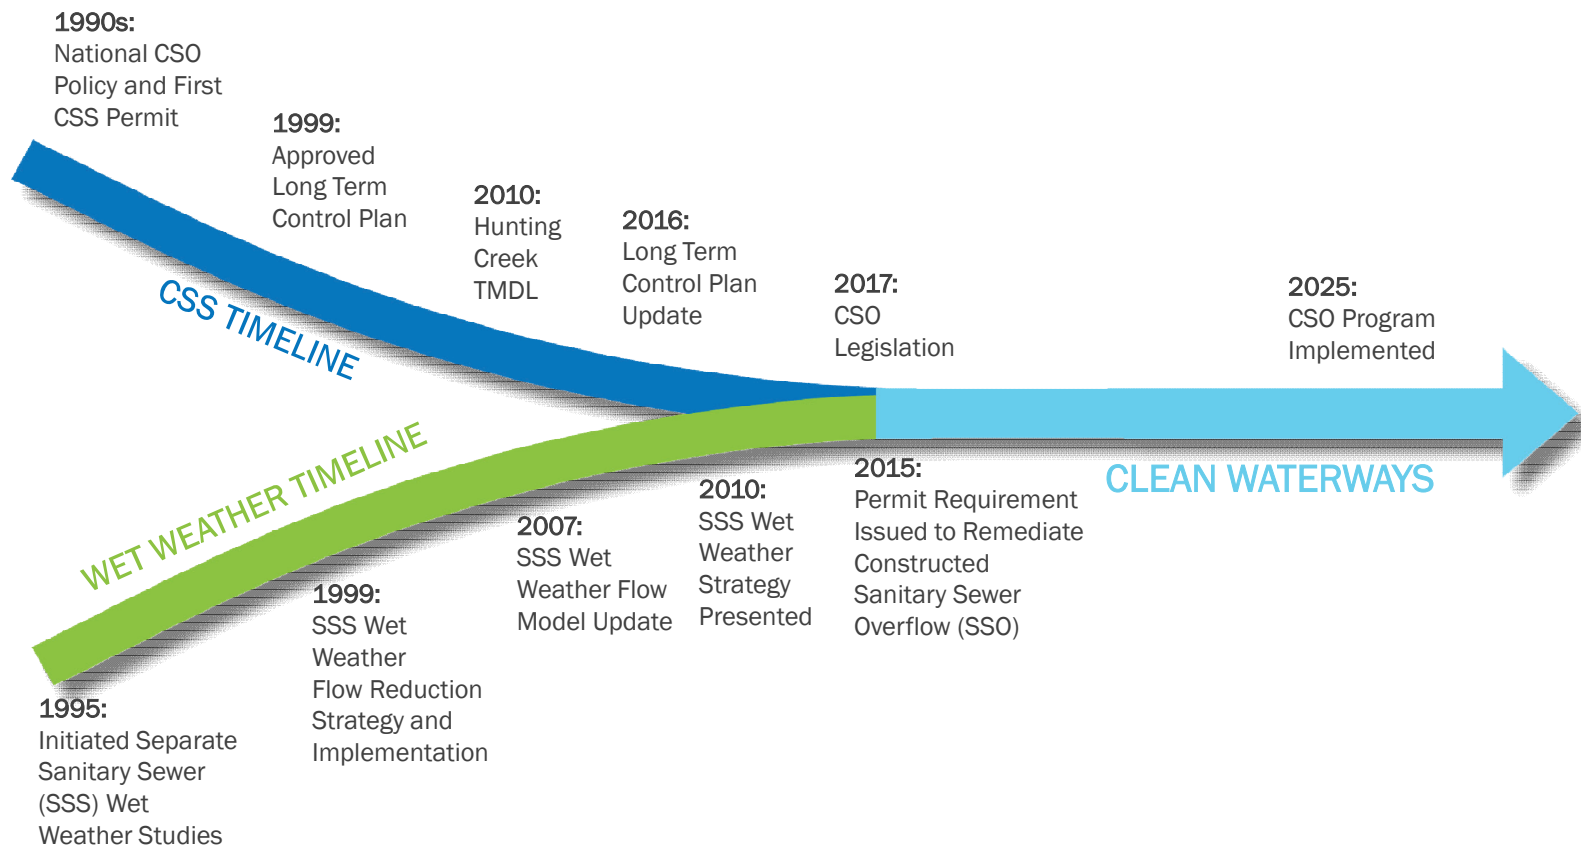 1990s:
National CSO
Policy and First
CSS Permit
1999:
Approved
Long Term
Control Plan
2010:
Hunting
Creek
TMDL
2016:
Long Term
Control Plan
Update
2017:
CSO
Legislation
2025:
CSO Program
Implemented
CSS TIMELINE
WET WEATHER TIMELINE
CLEAN WATERWAYS
1995:
Initiated Separate
Sanitary Sewer
(SSS) Wet
Weather Studies
1999:
SSS Wet
Weather
Flow Reduction
Strategy and
Implementation
2007:
SSS Wet
Weather Flow
Model Update
2010:
SSS Wet
Weather
Strategy
Presented
2015:
Permit Requirement
Issued to Remediate
Constructed
Sanitary Sewer
Overflow (SSO)